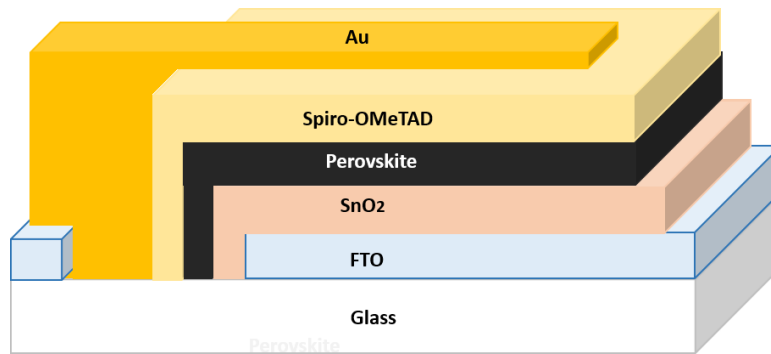 Au
Spiro-OMeTAD
Perovskite
SnO2
FTO
Glass
Perovskite